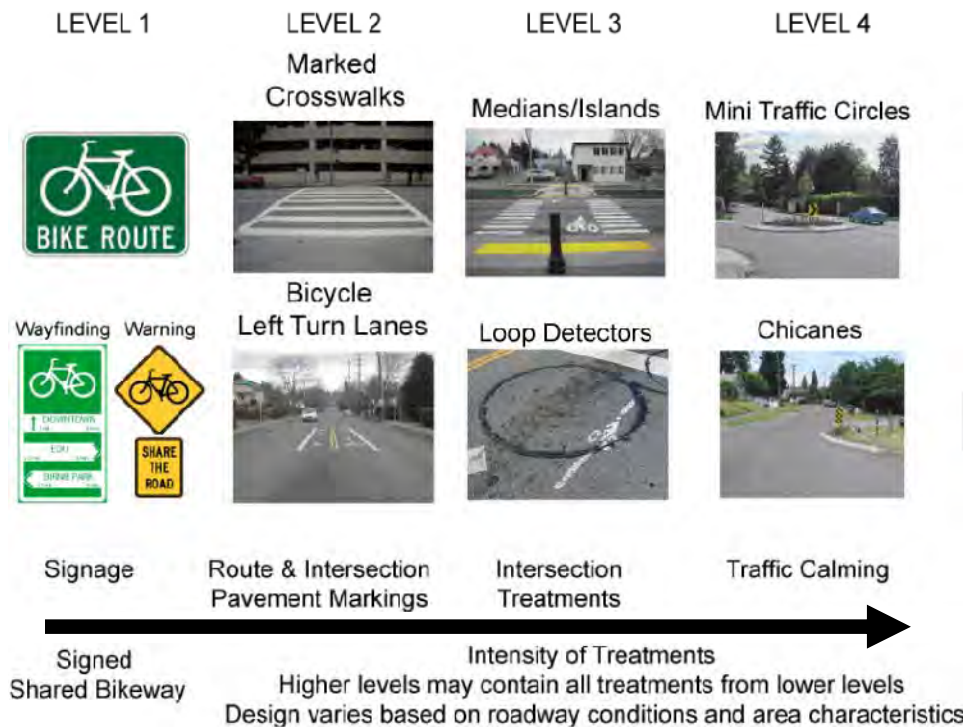 LEVEL 1
LEVEL 2
LEVEL 3
LEVEL 4
Marked
Crosswalks
Medians/Islands
Mini Traffic Circles
BIKE ROUTE
Bicycle
Left Turn Lanes
Wayfinding
Warning
Loop Detectors
Chicanes
DOWNTOWN
SHARE
THE
ROAD
Signage
Route & Intersection
Pavement Markings
Intersection
Treatments
Traffic Calming
Signed
Shared Bikeway
Intensity of Treatments
Higher levels may contain all treatments from lower levels
Design varies based on roadway conditions and area characteristics